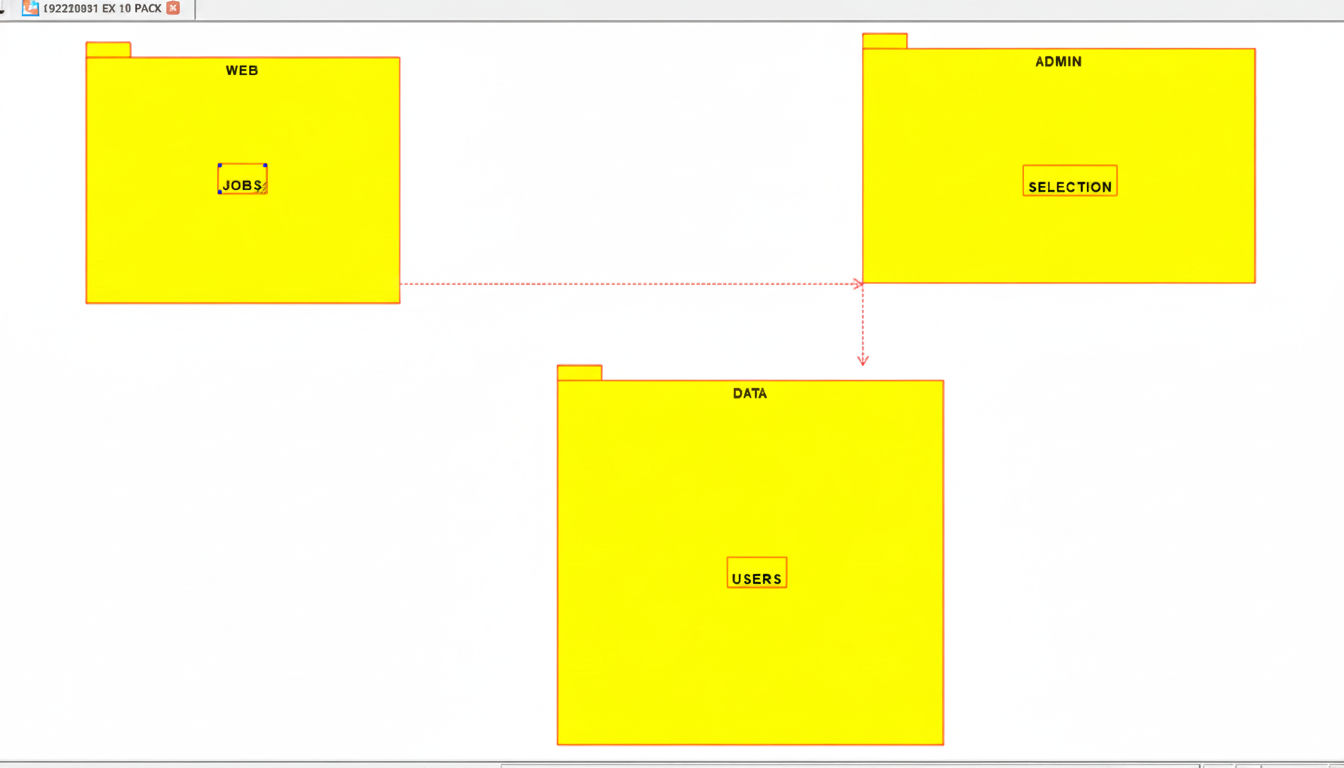 EX 10 PACK
WEB
JOBS
ADMIN
SELECTION
DATA
USERS